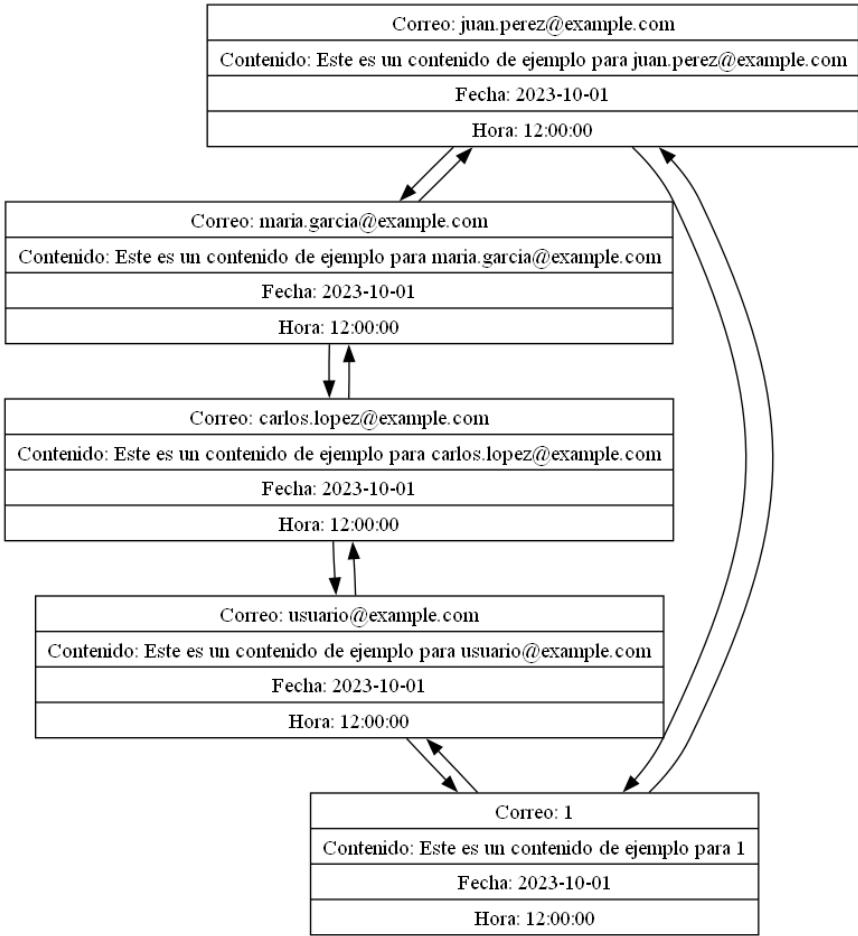 Correo: juan.perez@example.com
Contenido: Este es un contenido de ejemplo para juan.perez@example.com
Fecha: 2023-10-01
Hora: 12:00:00
Correo: maria.garcia@example.com
Contenido: Este es un contenido de ejemplo para maria.garcia@example.com
Fecha: 2023-10-01
Hora: 12:00:00
Correo: carlos.lopez@example.com
Contenido: Este es un contenido de ejemplo para carlos.lopez@example.com
Fecha: 2023-10-01
Hora: 12:00:00
Correo: usuario@example.com
Contenido: Este es un contenido de ejemplo para usuario@example.com
Fecha: 2023-10-01
Hora: 12:00:00
Correo: 1
Contenido: Este es un contenido de ejemplo para 1
Fecha: 2023-10-01
Hora: 12:00:00